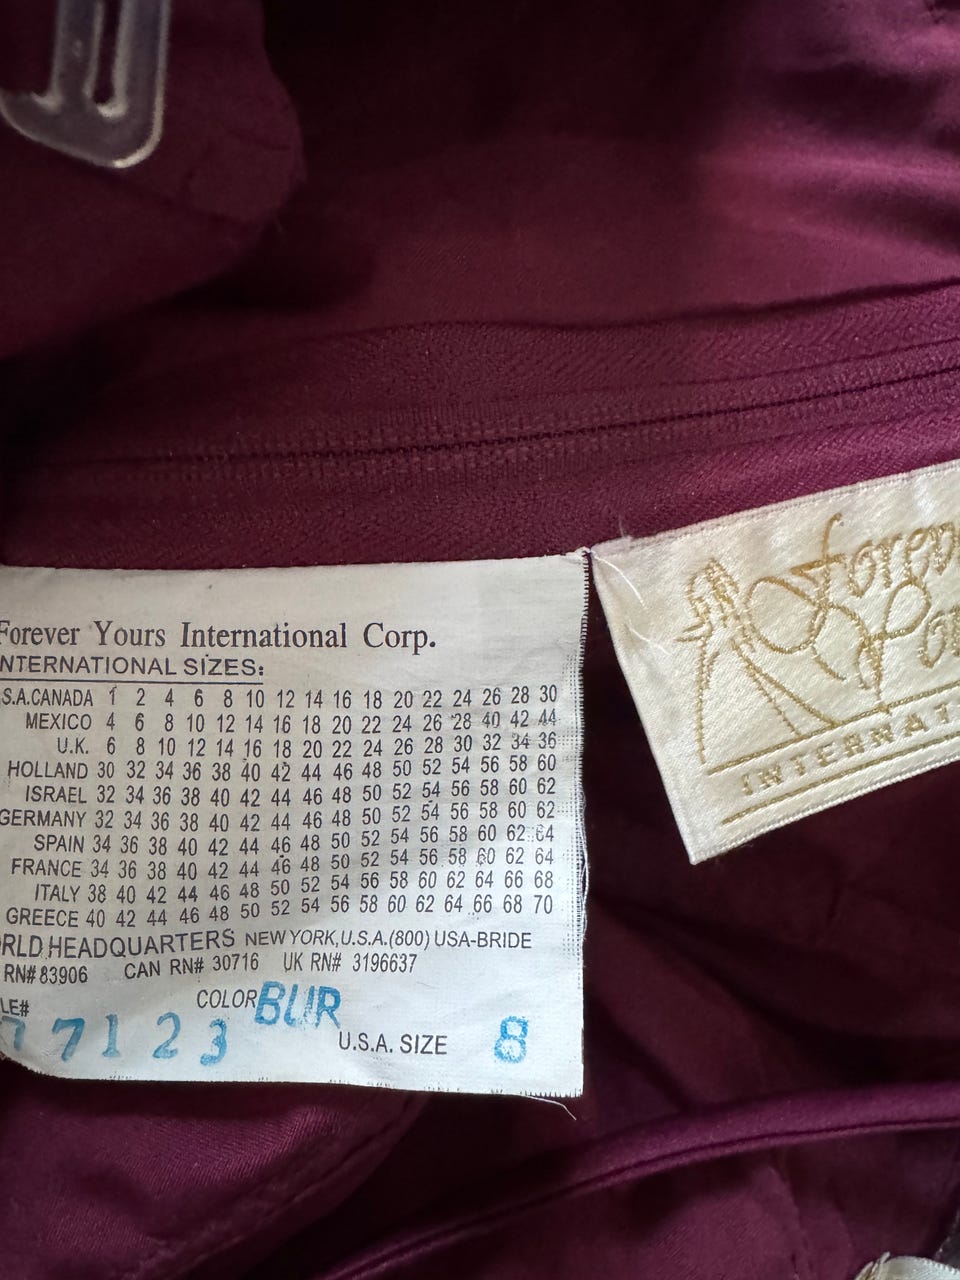 Forever Yours International Corp.
INTERNATIONAL SIZES:
S.A.CANADA 1 2 4 6 8 10 12 14 16 18 20 22 24 26 28 30
MEXICO 4 6 8 10 12 14 16 18 20 22 24 26 28 40 42 44
U.K. 6 8 10 12 14 16 18 20 22 24 26 28 30 32 34 36
HOLLAND 30 32 34 36 38 40 42 44 46 48 50 52 54 56 58 60
ISRAEL 32 34 36 38 40 42 44 46 48 50 52 54 56 58 60 62
GERMANY 32 34 36 38 40 42 44 46 48 50 52 54 56 58 60 62
SPAIN 34 36 38 40 42 44 46 48 50 52 54 56 58 60 62 64
FRANCE 34 36 38 40 42 44 46 48 50 52 54 56 58 60 62 64
ITALY 38 40 42 44 46 48 50 52 54 56 58 60 62 64 66 68
GREECE 40 42 44 46 48 50 52 54 56 58 60 62 64 66 68 70
RLD HEADQUARTERS NEW YORK, U.S.A. (800) USA-BRIDE
RN# 83906 CAN RN# 30716 UK RN# 3196637
LE# COLOR BUR
77123 U.S.A. SIZE 8
INTERNAT